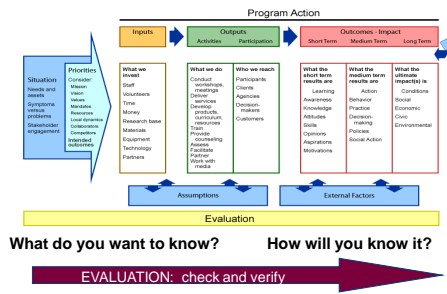 Program Action
Inputs
Outputs
Activities Participation
Outcomes - Impact
Short Term Medium Term Long Term
Situation
Needs and
assets
Symptoms
versus
problems
Stakeholder
engagement
Priorities
Consider:
Mission
Vision
Values
Mandates
Resources
Local dynamics
Collaborators
Competitors
Intended
outcomes
What we
invest
Staff
Volunteers
Time
Money
Research base
Materials
Equipment
Technology
Partners
What we do
Conduct
workshops,
meetings
Deliver
services
Develop
products,
curriculum,
resources
Train
Provide
counseling
Assess
Facilitate
Partner
Work with
media
Who we reach
Participants
Clients
Agencies
Decision-
makers
Customers
What the
short term
results are
Learning
Awareness
Knowledge
Attitudes
Skills
Opinions
Aspirations
Motivations
What the
medium term
results are
Action
Behavior
Practice
Decision-
making
Policies
Social Action
What the
ultimate
impact(s) is
Conditions
Social
Economic
Civic
Environmental
Assumptions
External Factors
Evaluation
What do you want to know? How will you know it?
EVALUATION: check and verify